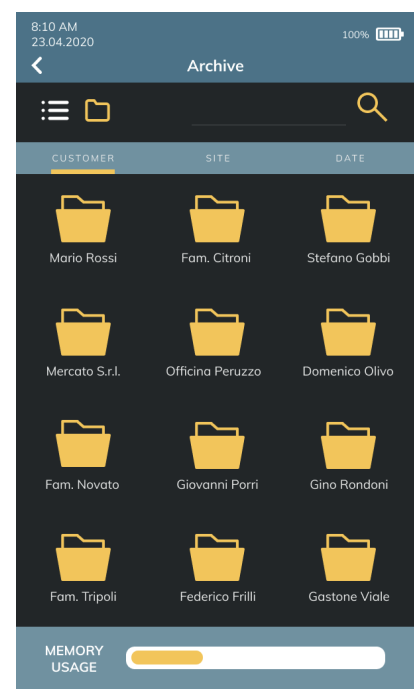 8:10 AM
100%
23.04.2020
Archive
CUSTOMER SITE DATE
Mario Rossi Fam. Citroni Stefano Gobbi
Mercato S.r.l. Officina Peruzzo Domenico Olivo
Fam. Novato Giovanni Porri Gino Rondoni
Fam. Tripoli Federico Frilli Gastone Viale
MEMORY
USAGE